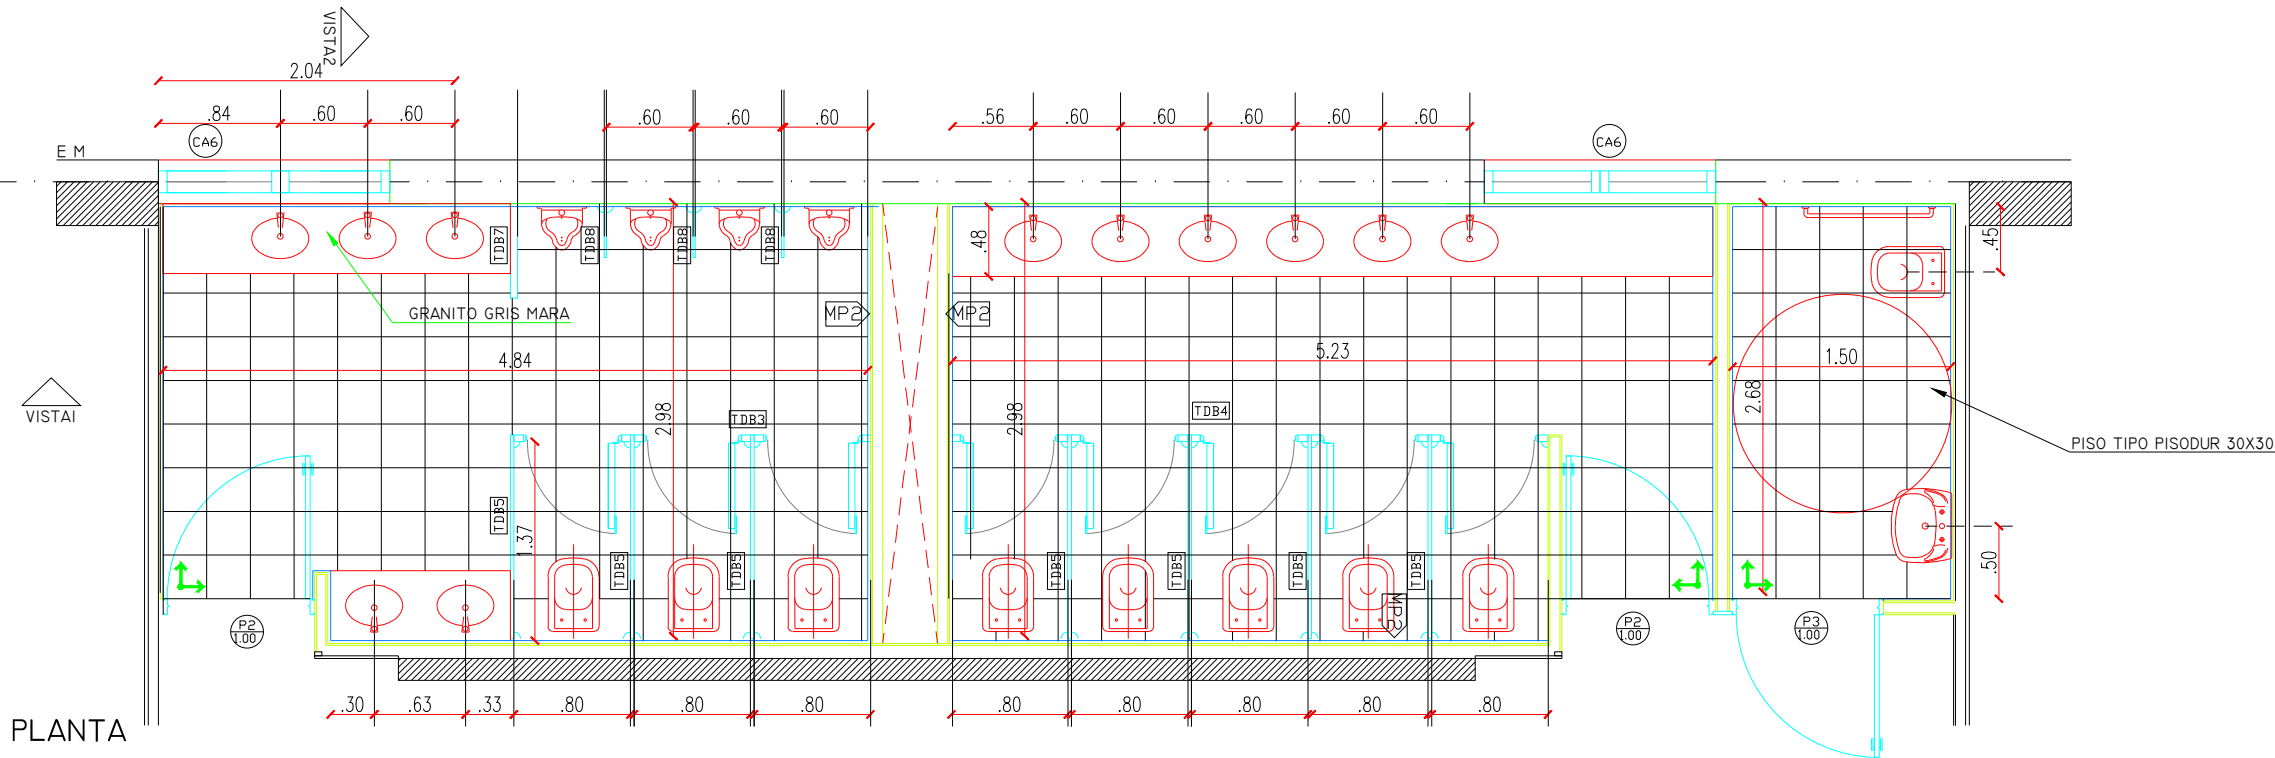 VISTA2
2.04
.84
.60
.60
.60
.60
.60
.56
.60
.60
.60
.60
.60
CA6
CA6
E M
TDB7
TDB8
TDB8
TDB8
.48
.45
GRANITO GRIS MARA
MP2
MP2
4.84
5.23
1.50
VISTA1
2.98
TDB3
2.98
TDB4
2.68
PISO TIPO PISODUR 30X30
TDB5
1.37
TDB5
TDB5
TDB5
TDB5
TDB5
TDB5
.50
MP2
P2
1.00
P2
1.00
P3
1.00
.30
.63
.33
.80
.80
.80
.80
.80
.80
.80
.80
PLANTA